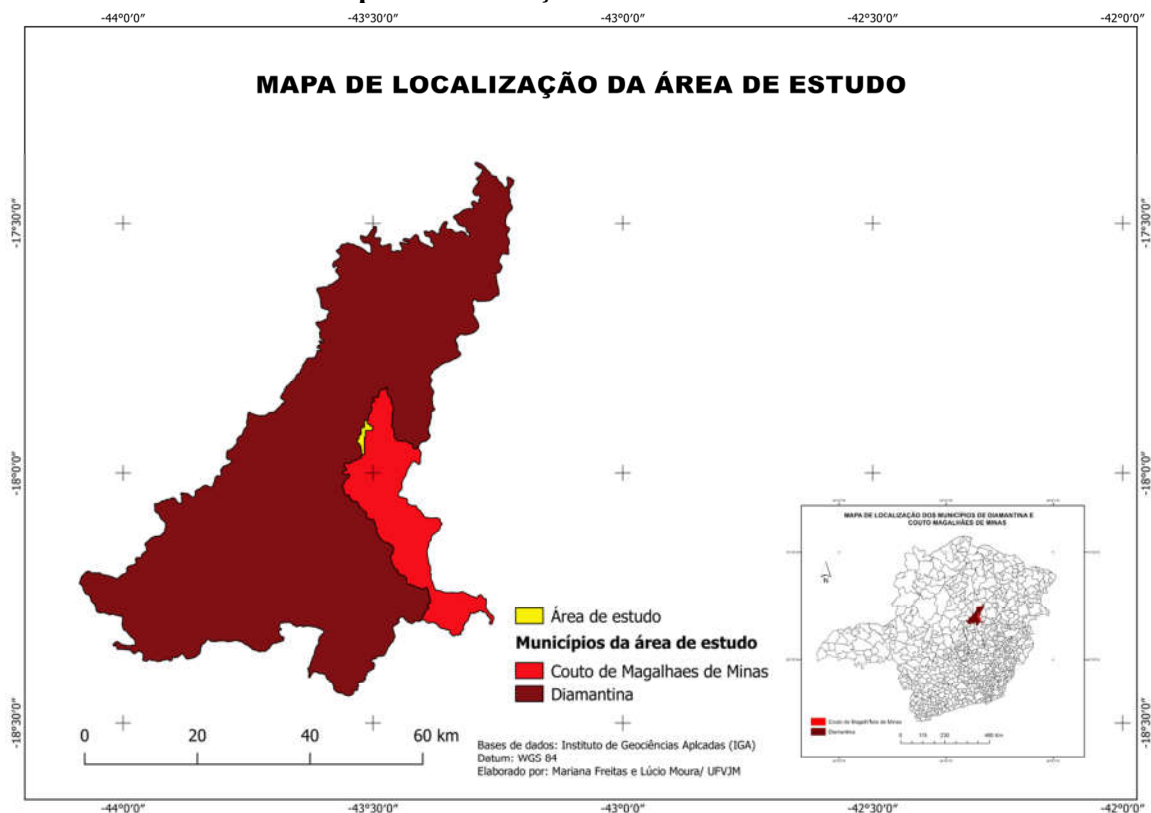 -44°0'0"
-43°30'0"
-43°0'0"
-42°30'0"
-42°0'0"
MAPA DE LOCALIZAÇÃO DA ÁREA DE ESTUDO
-17°30'0"
-17°30'0"
-18°0'0"
-18°0'0"
-18°30'0"
-18°30'0"
Área de estudo
Municípios da área de estudo
Couto de Magalhaes de Minas
Diamantina
0 20 40 60 km
Bases de dados: Instituto de Geociências Aplcadas (IGA)
Datum: WGS 84
Elaborado por: Mariana Freitas e Lúcio Moura/ UFVJM
MAPA DE LOCALIZAÇÃO DOS MUNICÍPIOS DE DIAMANTINA E
COUTO MAGALHÃES DE MINAS
N
Diamantina
-44°0'0"
-43°30'0"
-43°0'0"
-42°30'0"
-42°0'0"